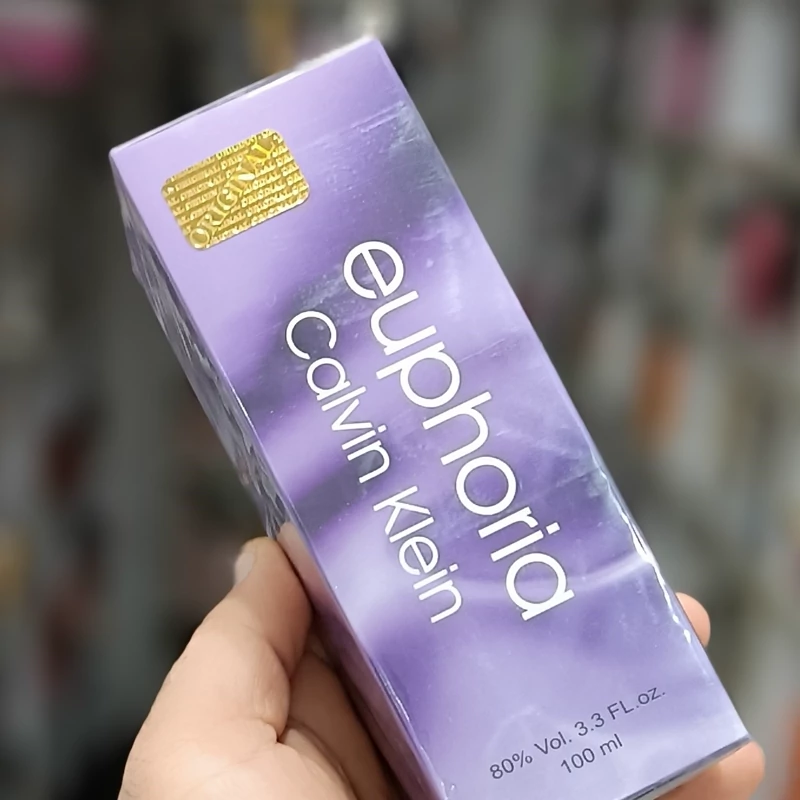 ORIGINAL
euphoria
Calvin Klein
80% Vol. 3.3 FL.oz.
100 ml